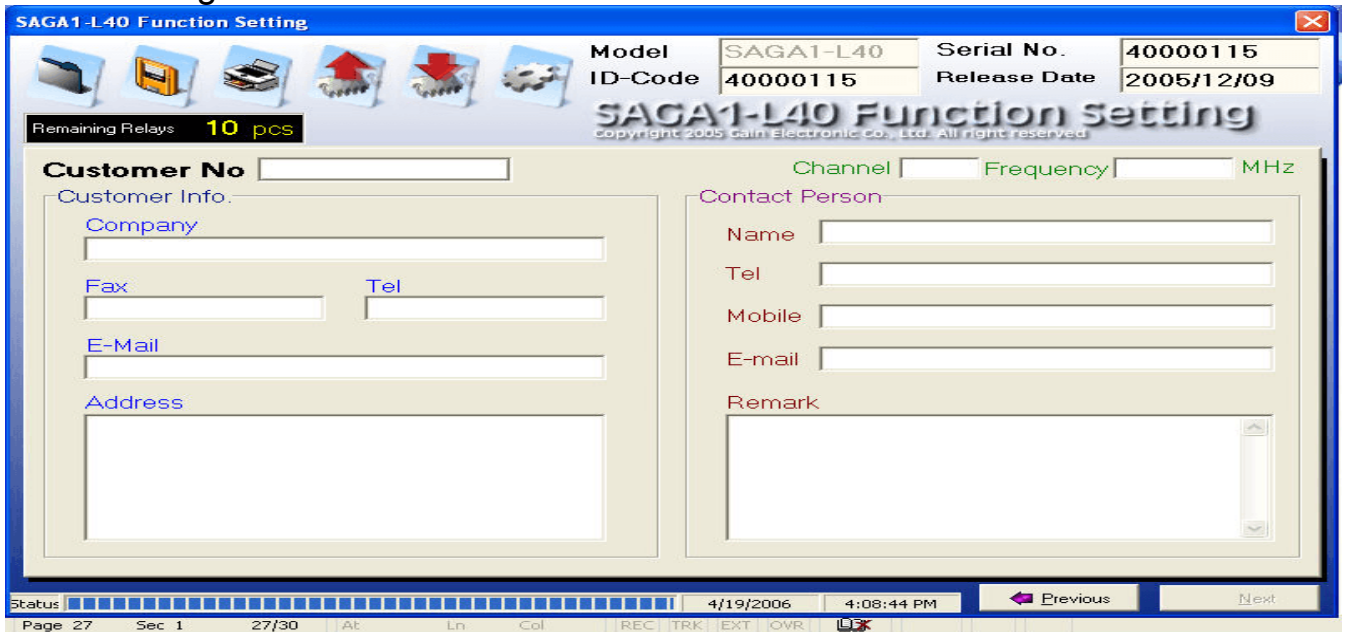 SAGA1-L40 Function Setting
Model SAGA1-L40 Serial No. 40000115
ID-Code 40000115 Release Date 2005/12/09
SAGA1-L40 Function Setting
Copyright 2005 Gain Electronic Co., Ltd. All right reserved
Remaining Relays 10 pcs
Customer No Channel Frequency MHz
Customer Info. Contact Person
Company
Name
Fax Tel
Tel
Mobile
E-Mail
E-mail
Address Remark
Status 4/19/2006 4:08:44 PM Previous Next
Page 27 Sec 1 27/30 At Ln Col REC TRK EXT OVR